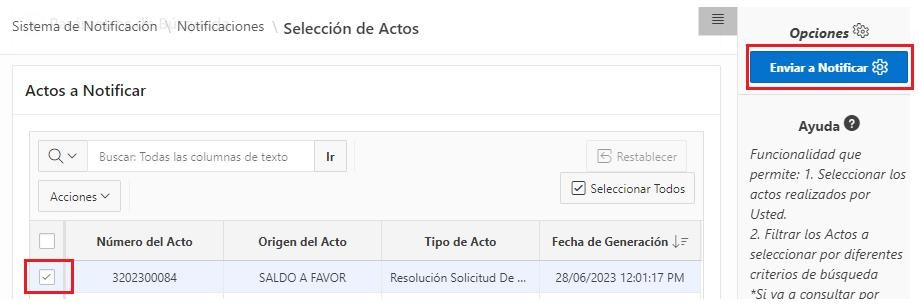 Sistema de Notificación \ Notificaciones \ Selección de Actos
Actos a Notificar
Buscar: Todas las columnas de texto
Ir
Restablecer
Acciones
Seleccionar Todos
Número del Acto Origen del Acto Tipo de Acto Fecha de Generación
3202300084 SALDO A FAVOR Resolución Solicitud De ... 28/06/2023 12:01:17 PM
Opciones
Enviar a Notificar
Ayuda ?
Funcionalidad que
permite: 1. Seleccionar los
actos realizados por
Usted.
2. Filtrar los Actos a
seleccionar por diferentes
criterios de búsqueda
*Si va a consultar por